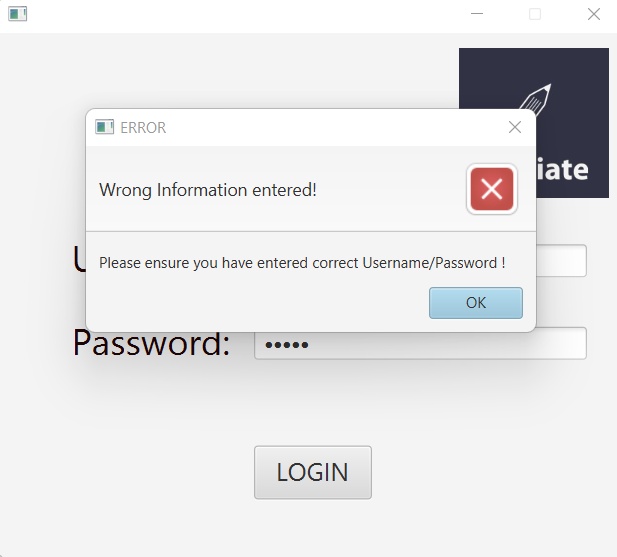 ERROR
iate
Wrong Information entered!
Please ensure you have entered correct Username/Password !
OK
Password: •••••
LOGIN